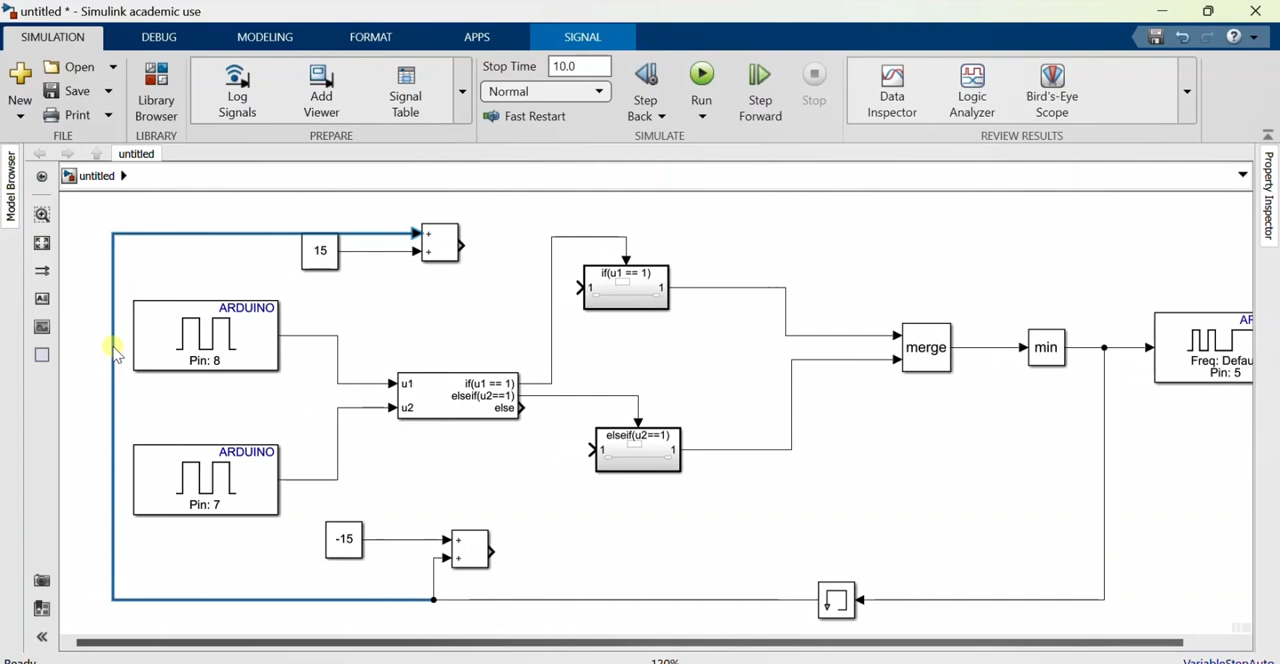 untitled * - Simulink academic use
SIMULATION DEBUG MODELING FORMAT APPS SIGNAL
New Open Save Print
FILE
Library Browser
LIBRARY
Log Signals Add Viewer Signal Table
PREPARE
Stop Time 10.0
Normal
Fast Restart
Step Back Run Step Forward Stop
SIMULATE
Data Inspector Logic Analyzer Bird's-Eye Scope
REVIEW RESULTS
Model Browser
untitled
untitled
Property Inspector
15
+
+
if(u1 == 1)
1 1
ARDUINO
Pin: 8
u1 if(u1 == 1)
elseif(u2==1)
u2 else
merge
min
Freq: Defau
Pin: 5
elseif(u2==1)
1 1
ARDUINO
Pin: 7
-15
+
+
Ready
120%
VariableStepAuto